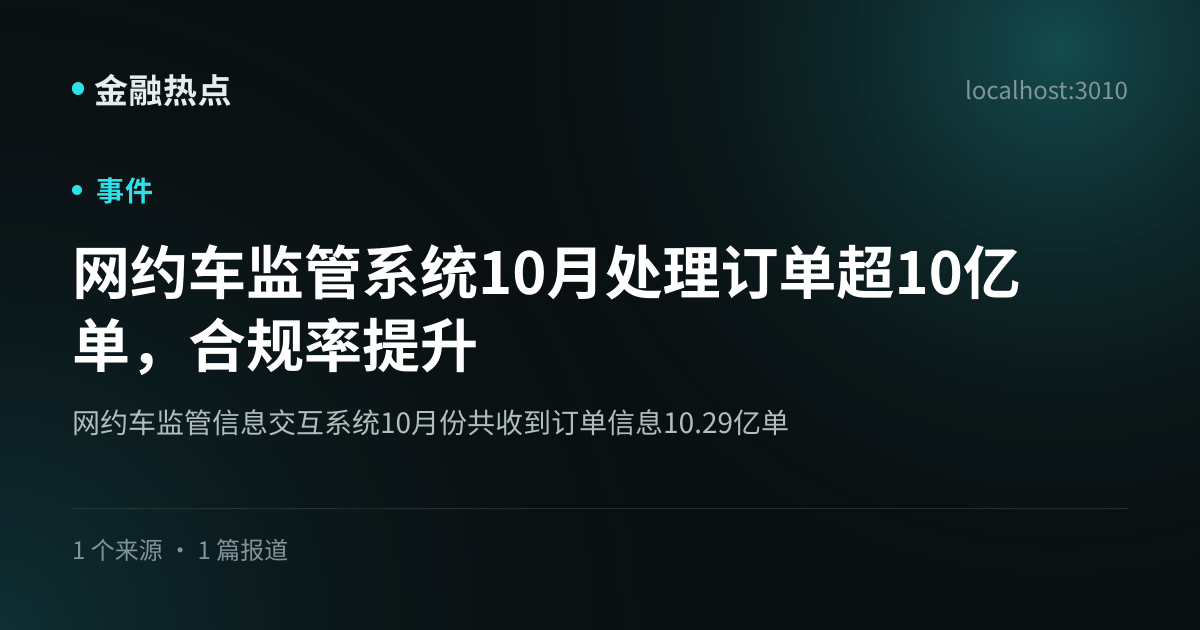 金融热点
localhost:3010
事件
网约车监管系统10月处理订单超10亿
单，合规率提升
网约车监管信息交互系统10月份共收到订单信息10.29亿单
1 个来源 · 1 篇报道